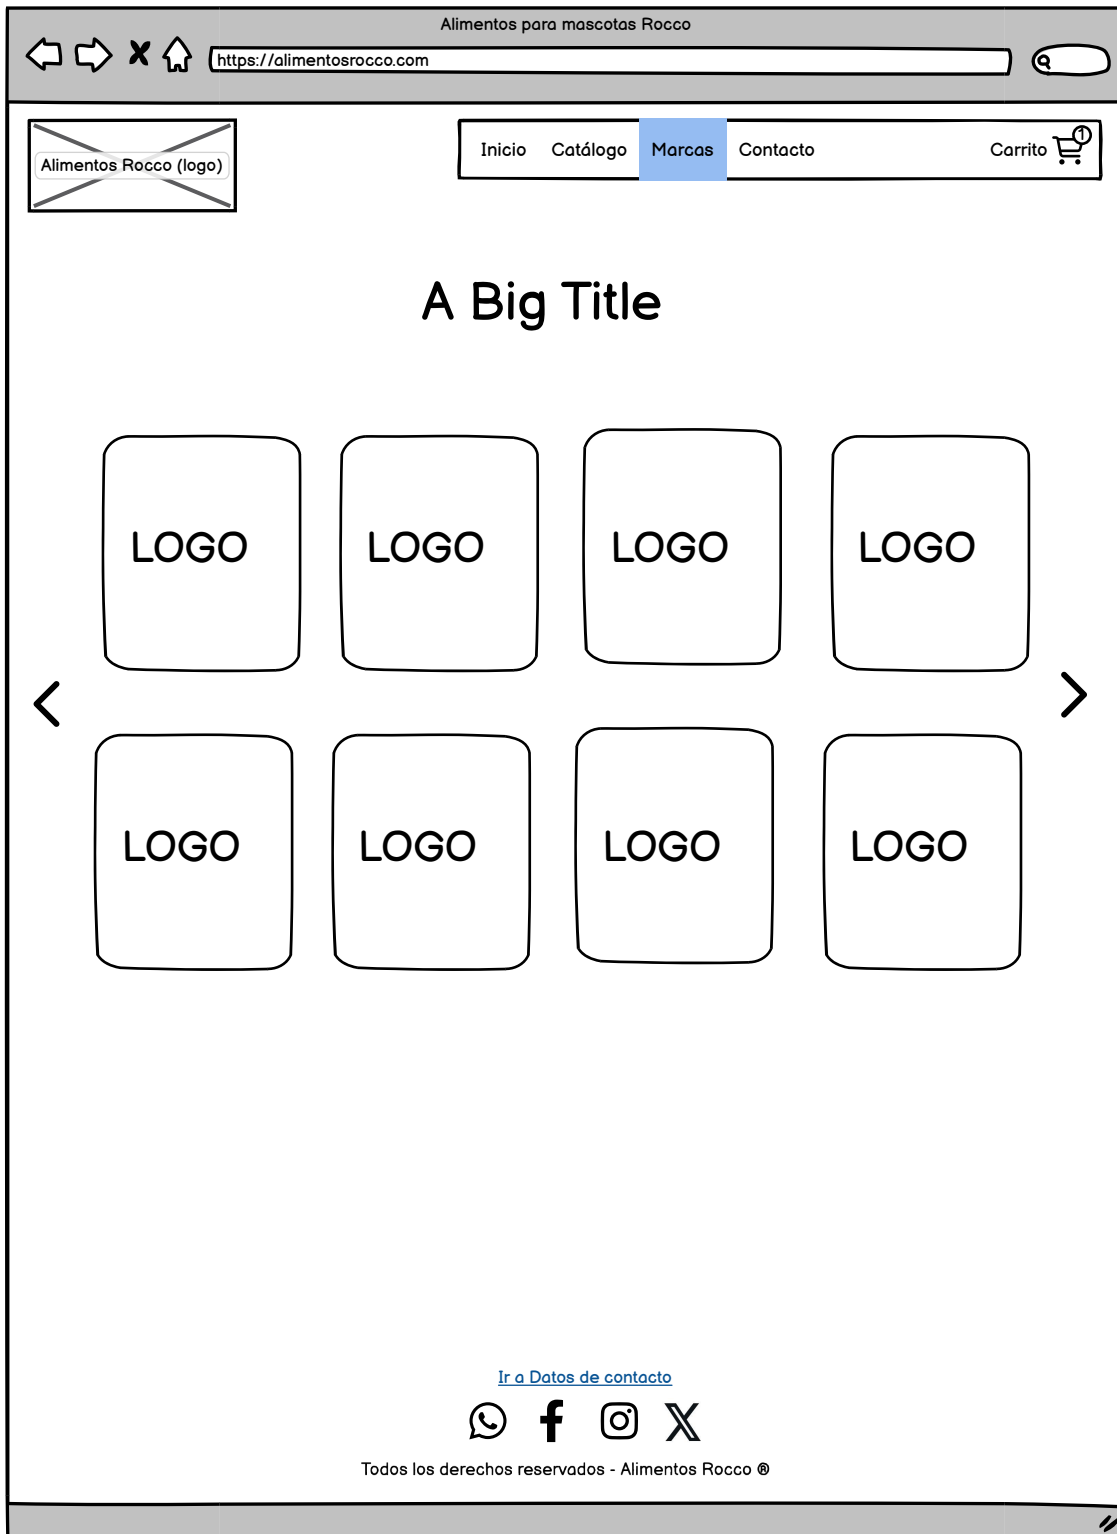 Alimentos para mascotas Rocco
https://alimentosrocco.com
Alimentos Rocco (logo)
Inicio Catálogo Marcas Contacto Carrito 1
A Big Title
LOGO LOGO LOGO LOGO
LOGO LOGO LOGO LOGO
Ir a Datos de contacto
Todos los derechos reservados - Alimentos Rocco ®